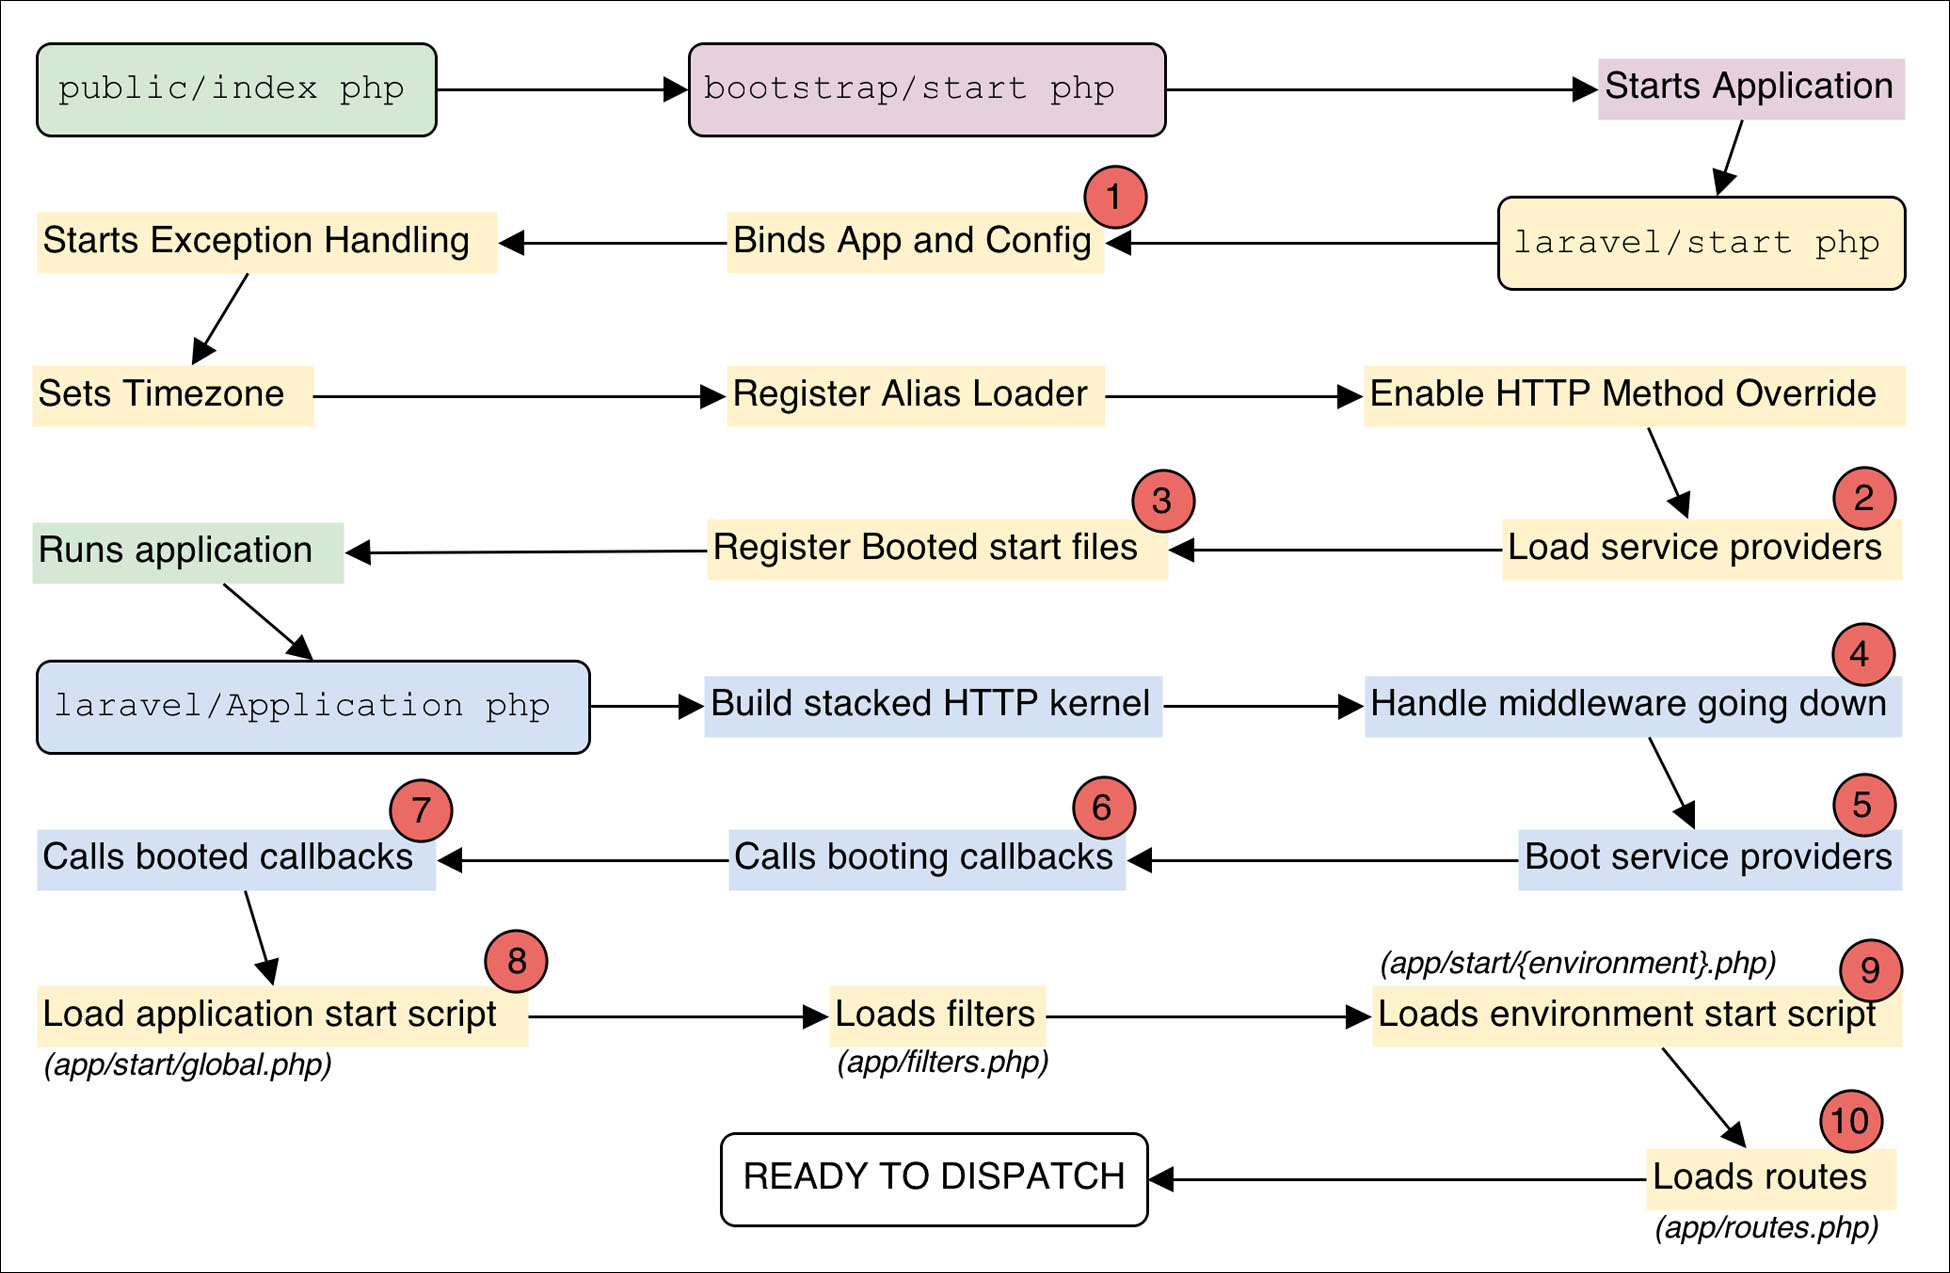 public/index php
bootstrap/start php
Starts Application
1
Starts Exception Handling
Binds App and Config
laravel/start php
Sets Timezone
Register Alias Loader
Enable HTTP Method Override
3
2
Runs application
Register Booted start files
Load service providers
4
laravel/Application php
Build stacked HTTP kernel
Handle middleware going down
7
6
5
Calls booted callbacks
Calls booting callbacks
Boot service providers
8
(app/start/{environment}.php)
9
Load application start script
Loads filters
Loads environment start script
(app/start/global.php)
(app/filters.php)
10
READY TO DISPATCH
Loads routes
(app/routes.php)